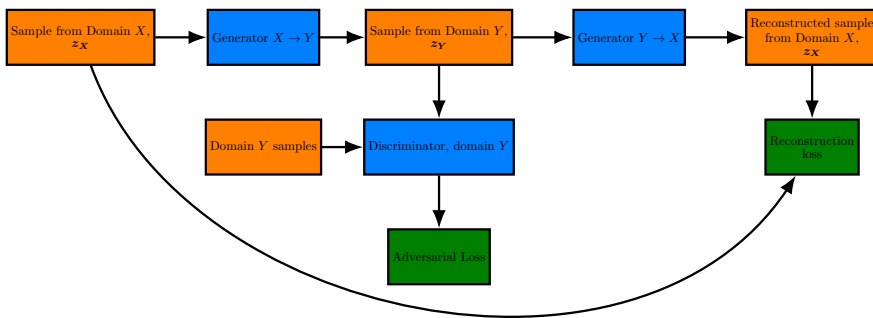 Sample from Domain X,
z_X
Generator X → Y
Sample from Domain Y,
z_Y
Generator Y → X
Reconstructed sample
from Domain X,
z_X
Domain Y samples
Discriminator, domain Y
Reconstruction
loss
Adversarial Loss